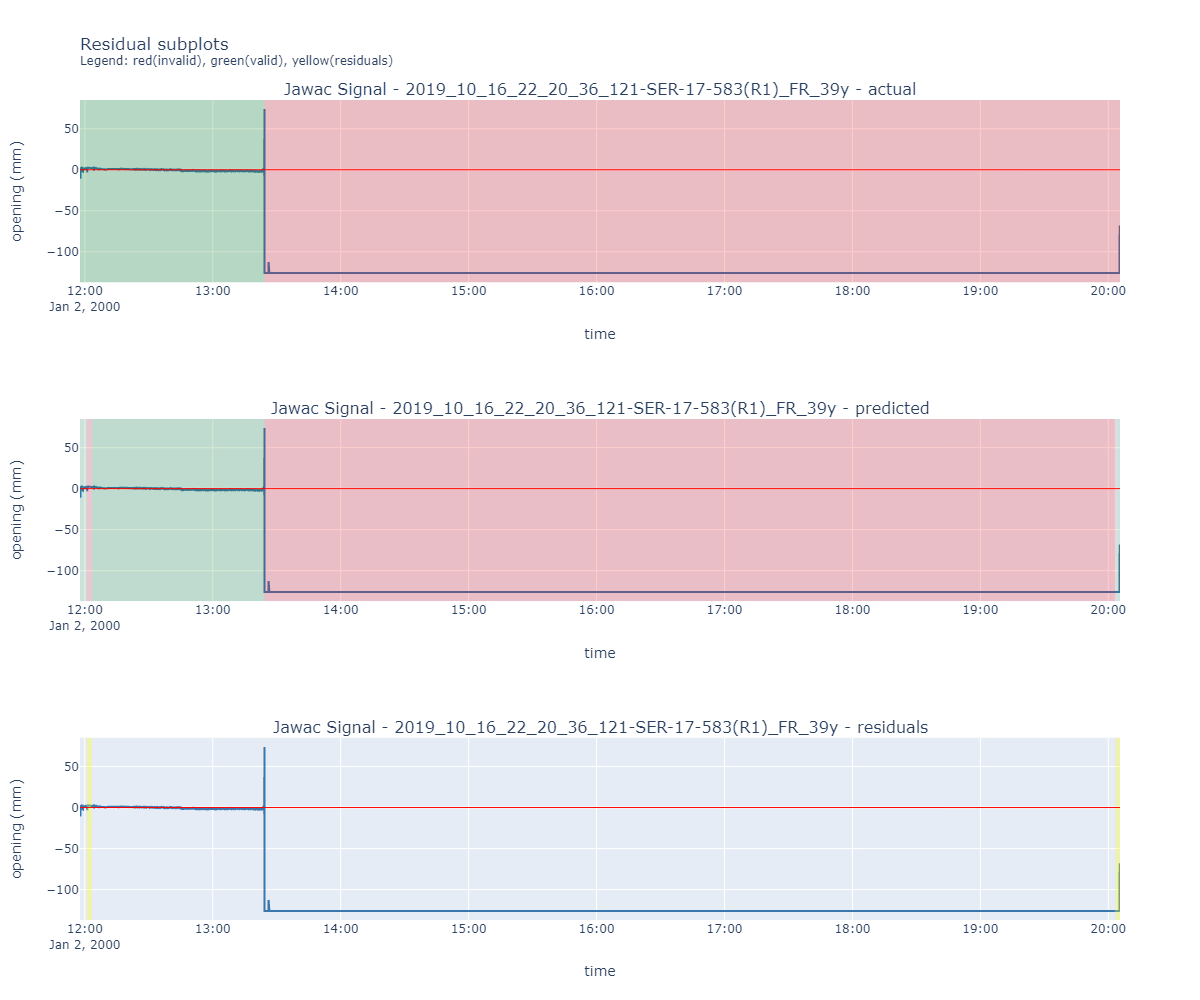 Residual subplots
Legend: red(invalid), green(valid), yellow(residuals)
Jawac Signal - 2019_10_16_22_20_36_121-SER-17-583(R1)_FR_39y - actual
opening (mm)
50
0
−50
−100
12:00 13:00 14:00 15:00 16:00 17:00 18:00 19:00 20:00
Jan 2, 2000
time
Jawac Signal - 2019_10_16_22_20_36_121-SER-17-583(R1)_FR_39y - predicted
opening (mm)
50
0
−50
−100
12:00 13:00 14:00 15:00 16:00 17:00 18:00 19:00 20:00
Jan 2, 2000
time
Jawac Signal - 2019_10_16_22_20_36_121-SER-17-583(R1)_FR_39y - residuals
opening (mm)
50
0
−50
−100
12:00 13:00 14:00 15:00 16:00 17:00 18:00 19:00 20:00
Jan 2, 2000
time